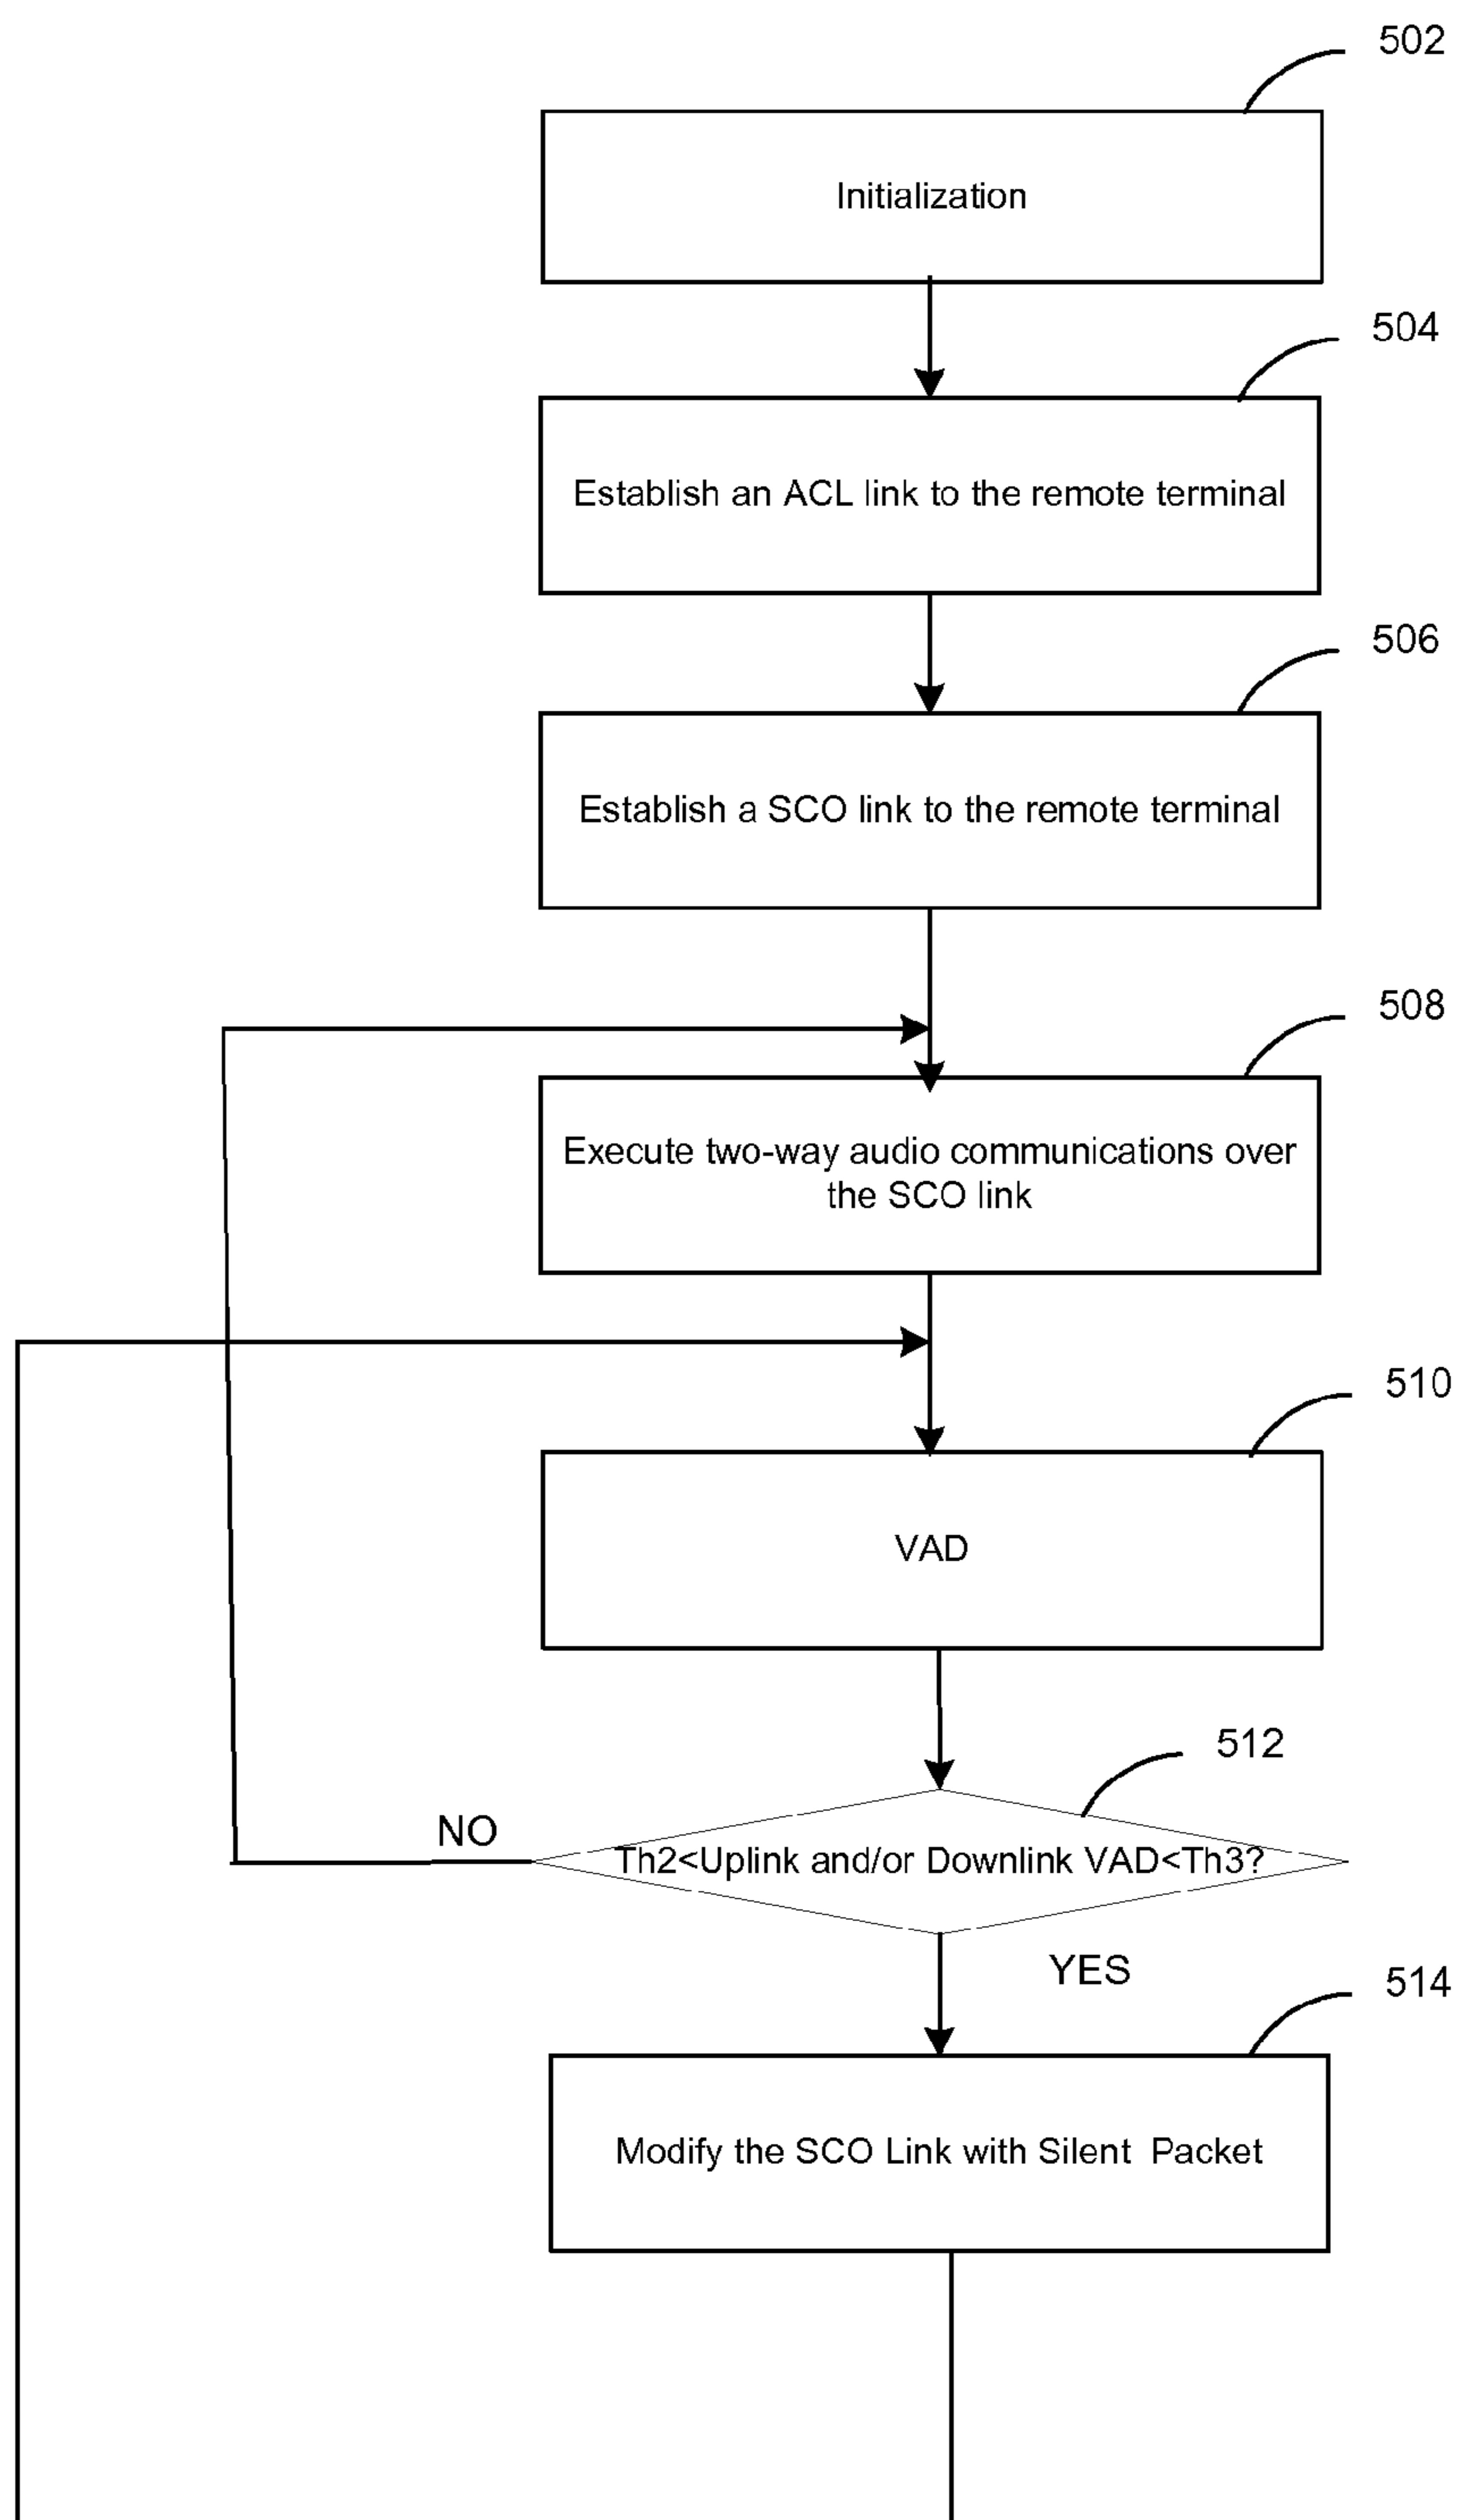 502
Initialization
504
Establish an ACL link to the remote terminal
506
Establish a SCO link to the remote terminal
508
Execute two-way audio communications over
the SCO link
510
VAD
512
NO
Th2<Uplink and/or Downlink VAD<Th3?
YES
514
Modify the SCO Link with Silent Packet